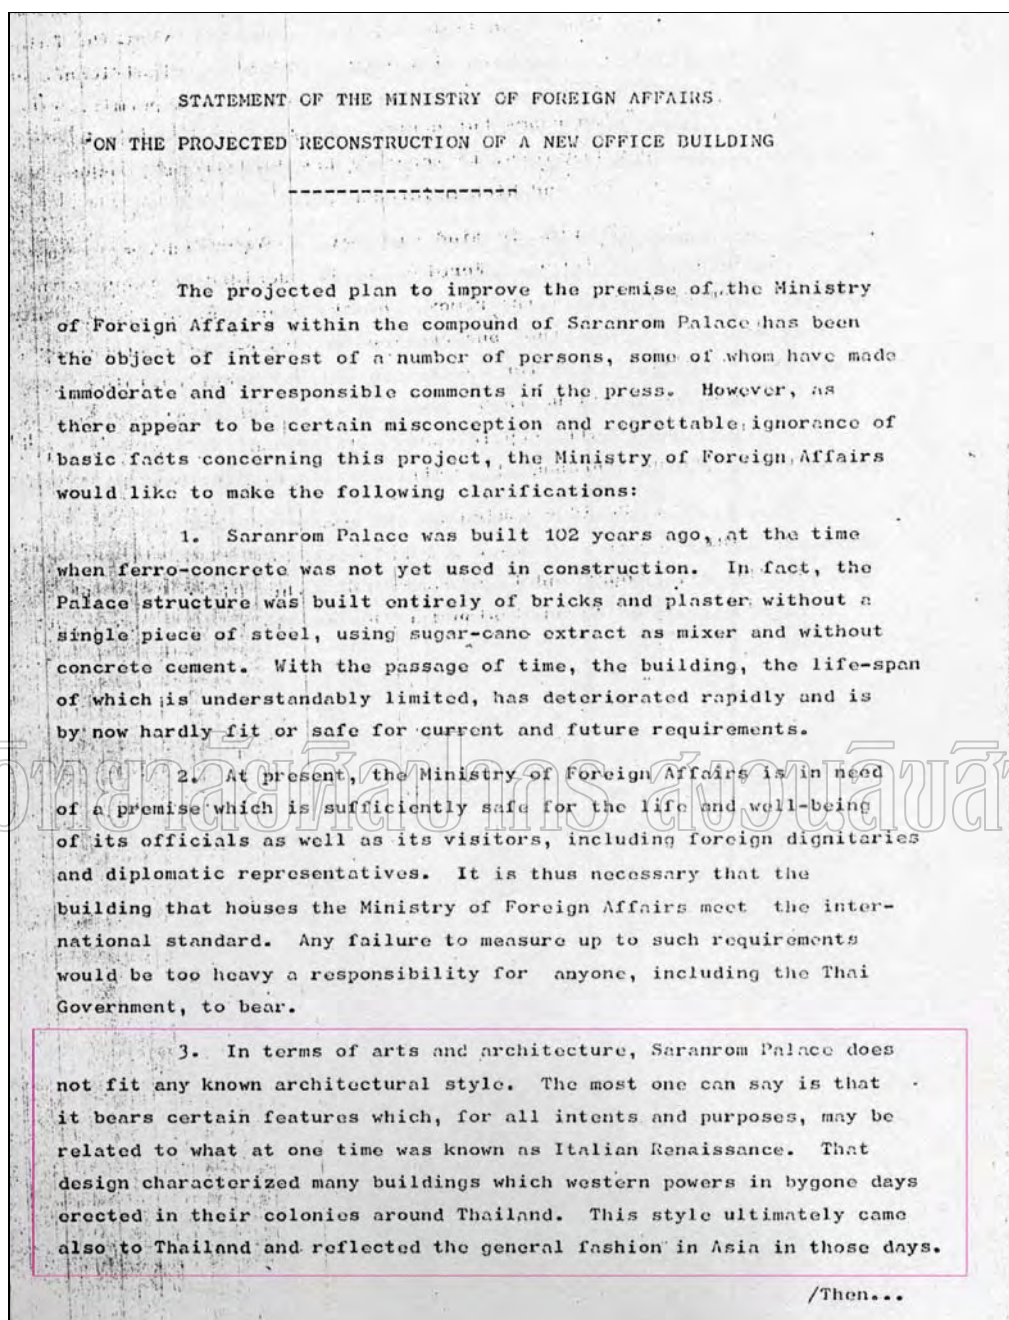 STATEMENT OF THE MINISTRY OF FOREIGN AFFAIRS
ON THE PROJECTED RECONSTRUCTION OF A NEW OFFICE BUILDING
-------------------
The projected plan to improve the premise of the Ministry
of Foreign Affairs within the compound of Saranrom Palace has been
the object of interest of a number of persons, some of whom have made
immoderate and irresponsible comments in the press. However, as
there appear to be certain misconception and regrettable ignorance of
basic facts concerning this project, the Ministry of Foreign Affairs
would like to make the following clarifications:
1. Saranrom Palace was built 102 years ago, at the time
when ferro-concrete was not yet used in construction. In fact, the
Palace structure was built entirely of bricks and plaster without a
single piece of steel, using sugar-cane extract as mixer and without
concrete cement. With the passage of time, the building, the life-span
of which is understandably limited, has deteriorated rapidly and is
by now hardly fit or safe for current and future requirements.
2. At present, the Ministry of Foreign Affairs is in need
of a premise which is sufficiently safe for the life and well-being
of its officials as well as its visitors, including foreign dignitaries
and diplomatic representatives. It is thus necessary that the
building that houses the Ministry of Foreign Affairs meet the inter-
national standard. Any failure to measure up to such requirements
would be too heavy a responsibility for anyone, including the Thai
Government, to bear.
3. In terms of arts and architecture, Saranrom Palace does
not fit any known architectural style. The most one can say is that
it bears certain features which, for all intents and purposes, may be
related to what at one time was known as Italian Renaissance. That
design characterized many buildings which western powers in bygone days
erected in their colonies around Thailand. This style ultimately came
also to Thailand and reflected the general fashion in Asia in those days.
/Then...